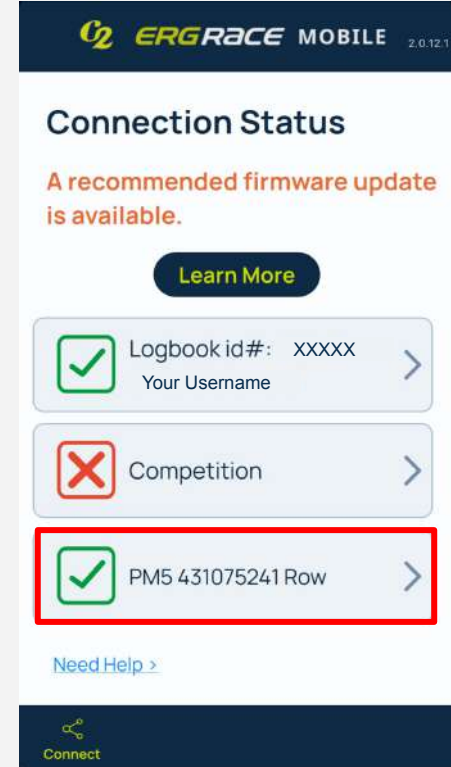 C2 ERGRACE MOBILE 2.0.12.1
Connection Status
A recommended firmware update
is available.
Learn More
Logbook id#: XXXXX
Your Username
Competition
PM5 431075241 Row
Need Help >
Connect